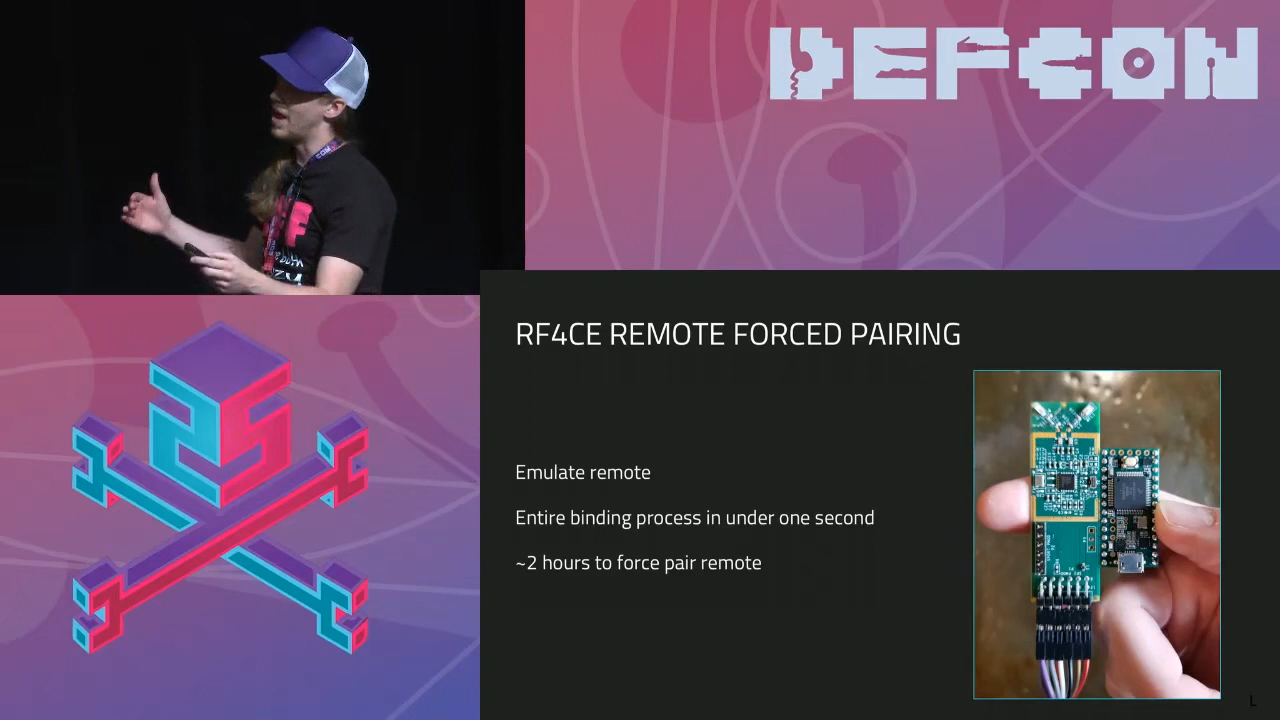 DEFCON
25
RF4CE REMOTE FORCED PAIRING
Emulate remote
Entire binding process in under one second
~2 hours to force pair remote
L